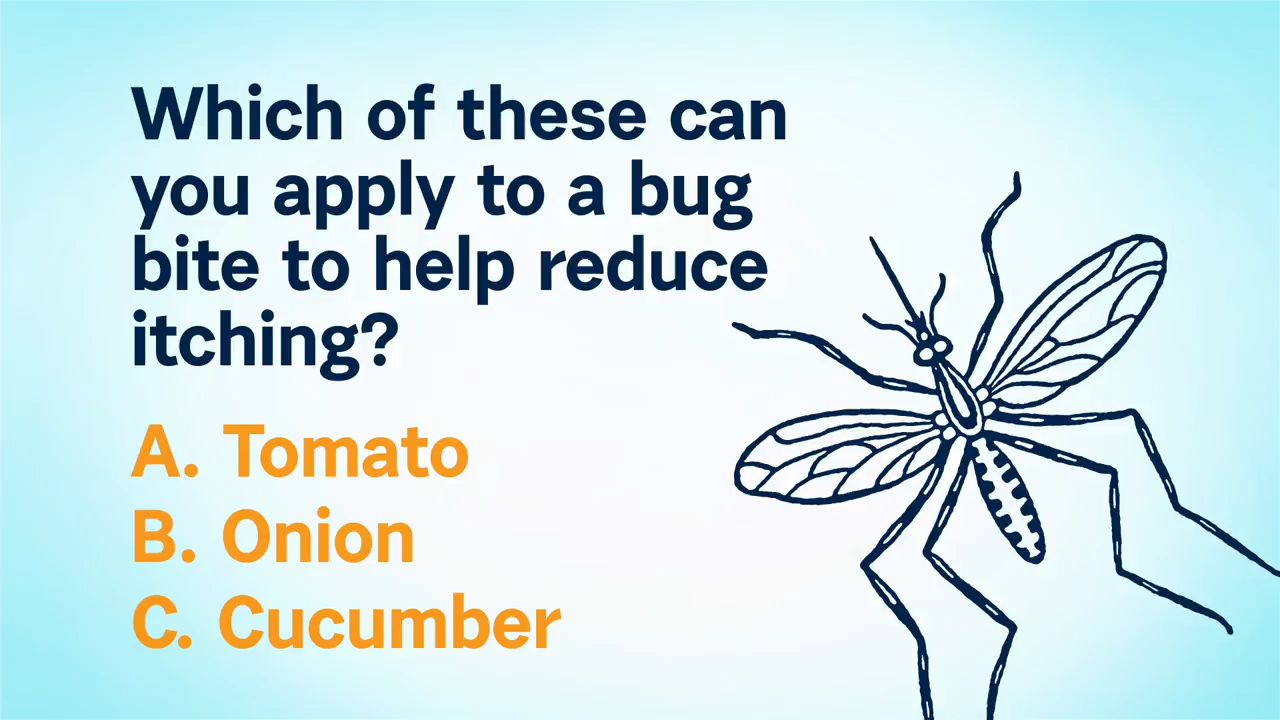 Which of these can
you apply to a bug
bite to help reduce
itching?
A. Tomato
B. Onion
C. Cucumber